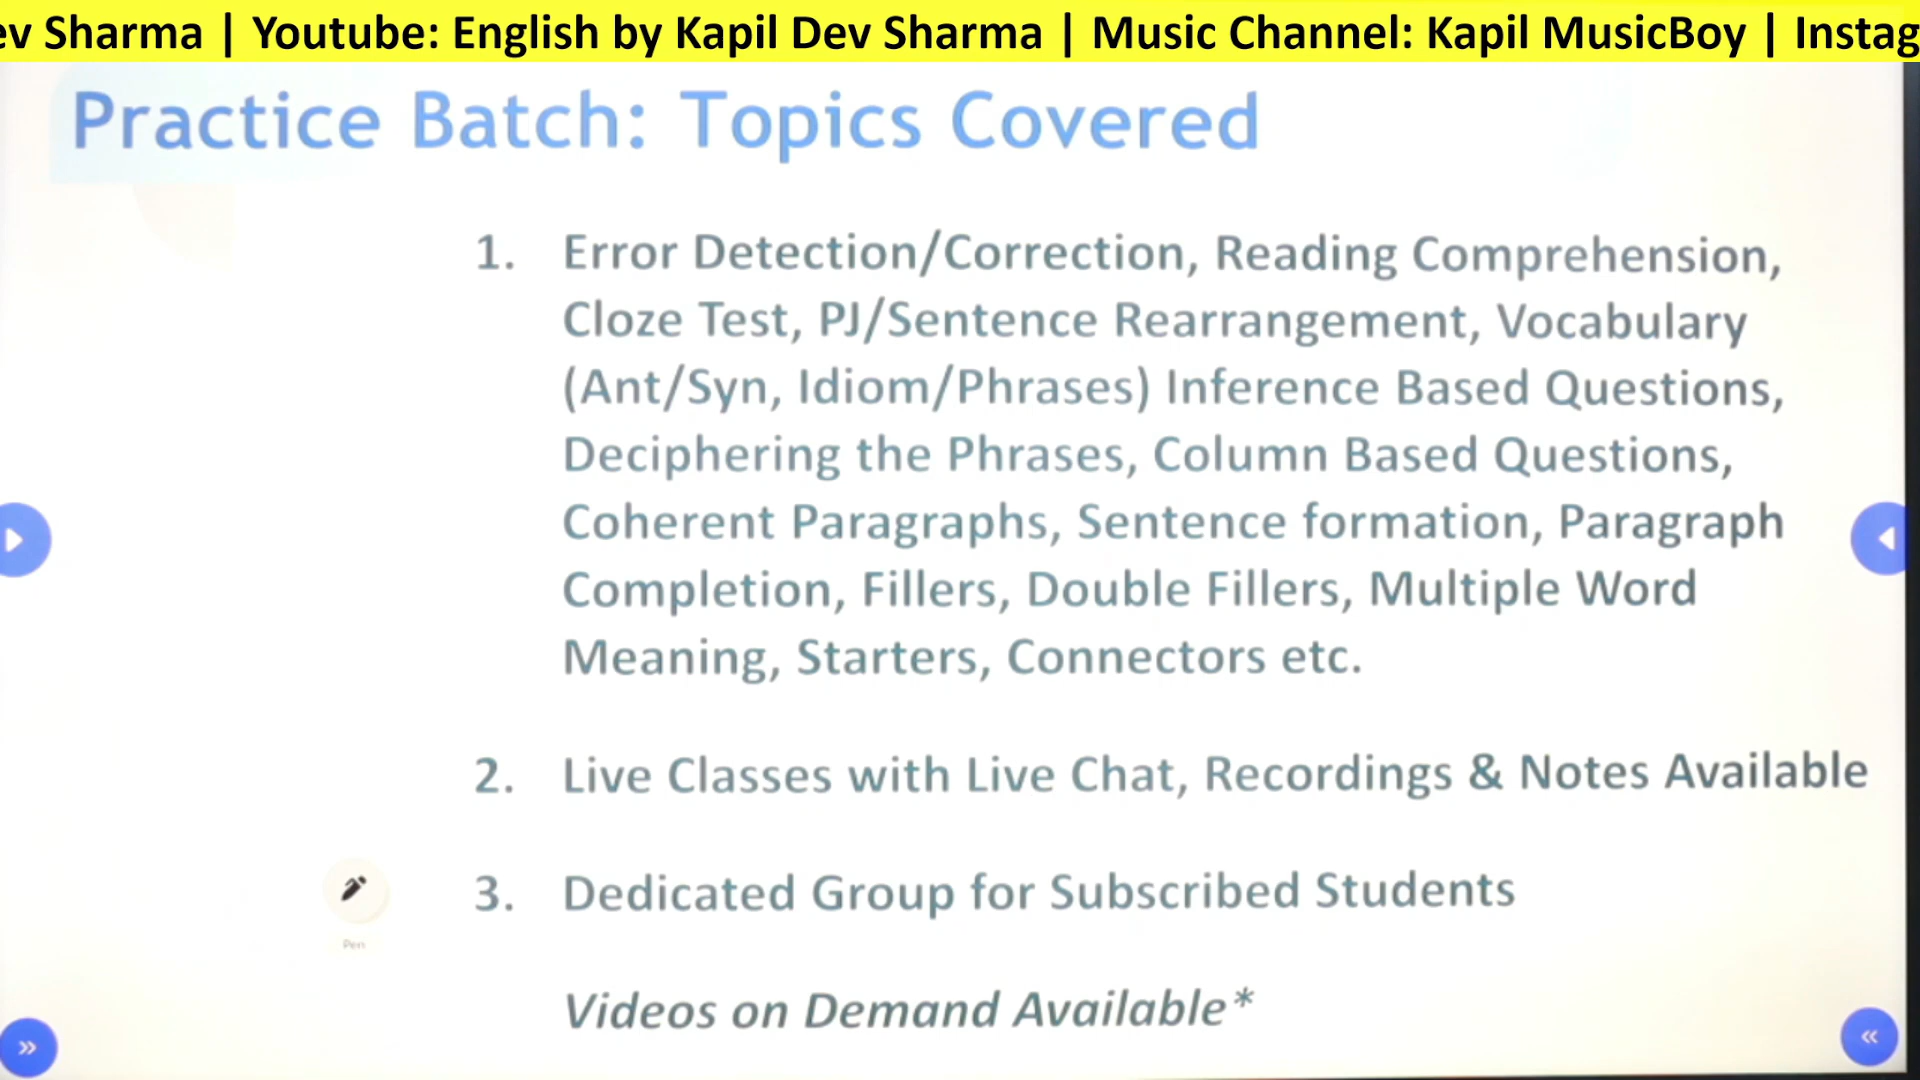 ev Sharma | Youtube: English by Kapil Dev Sharma | Music Channel: Kapil MusicBoy | Instag
Practice Batch: Topics Covered
1. Error Detection/Correction, Reading Comprehension,
Cloze Test, PJ/Sentence Rearrangement, Vocabulary
(Ant/Syn, Idiom/Phrases) Inference Based Questions,
Deciphering the Phrases, Column Based Questions,
Coherent Paragraphs, Sentence formation, Paragraph
Completion, Fillers, Double Fillers, Multiple Word
Meaning, Starters, Connectors etc.
2. Live Classes with Live Chat, Recordings & Notes Available
3. Dedicated Group for Subscribed Students
Pen
Videos on Demand Available*